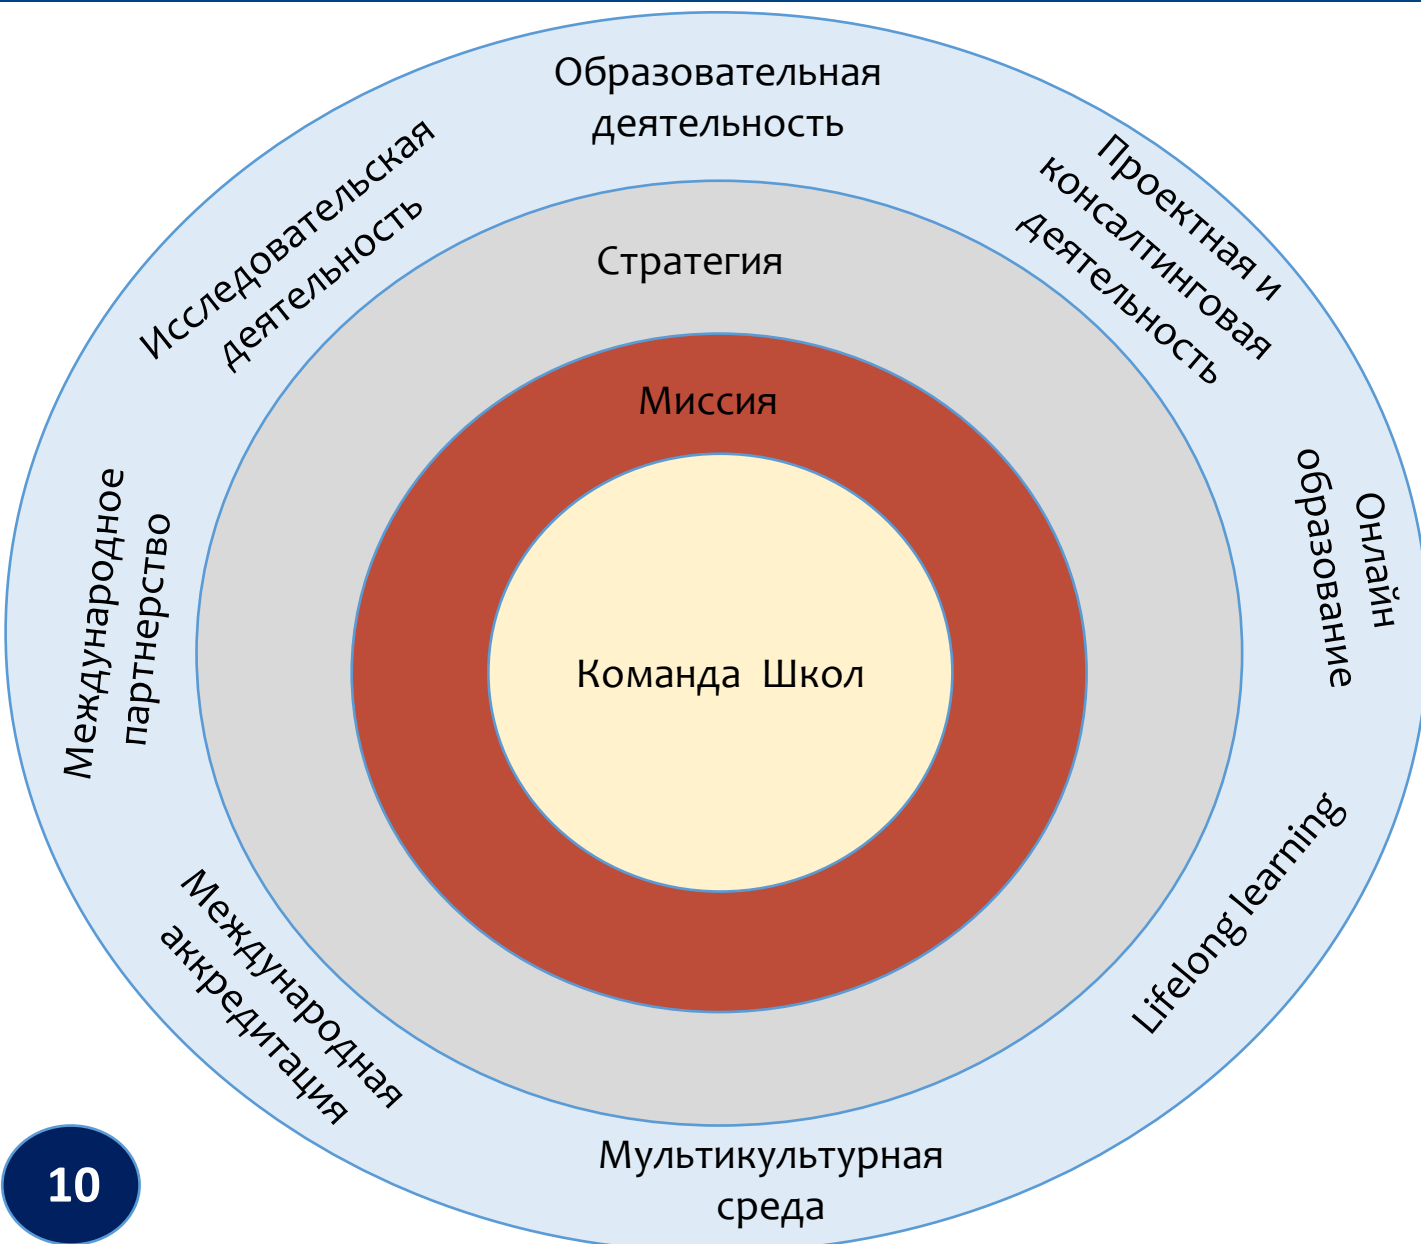 Образовательная
деятельность
Исследовательская
деятельность
Проектная и
консалтинговая
деятельность
Стратегия
Миссия
Международное
партнерство
Онлайн
образование
Команда Школ
Lifelong learning
Международная
аккредитация
Мультикультурная
среда
10